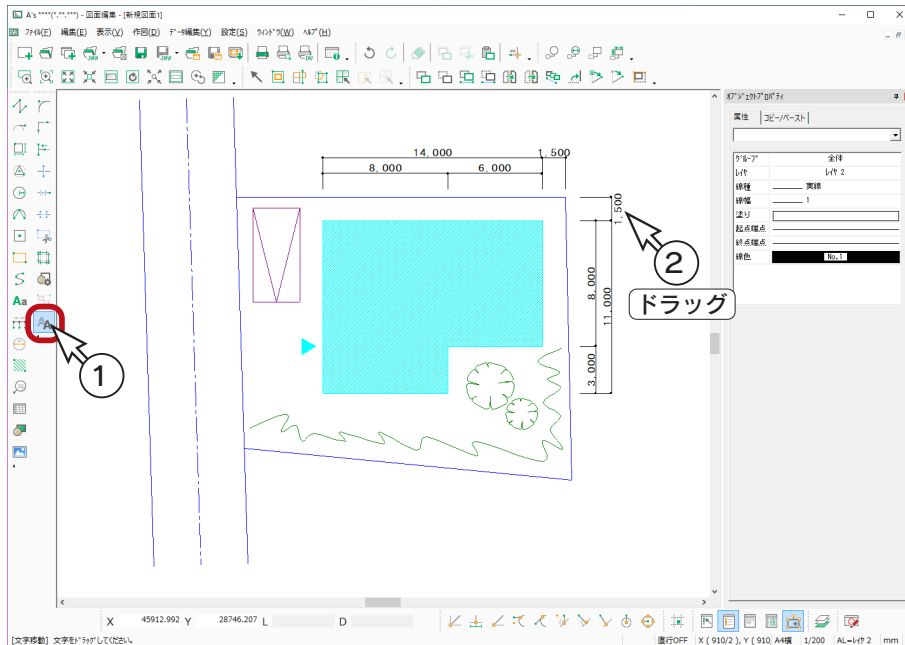 A's ****(*.**.***) - 図面編集 - [新規図面1]
ﾌｧｲﾙ(F) 編集(E) 表示(V) 作図(D) ﾃﾞｰﾀ編集(Y) 設定(S) ｳｨﾝﾄﾞｳ(W) ﾍﾙﾌﾟ(H)
ｵﾌﾞｼﾞｪｸﾄﾌﾟﾛﾊﾟﾃｨ
属性 ｺﾋﾟｰ/ﾍﾟｰｽﾄ
ｸﾞﾙｰﾌﾟ 全体
ﾚｲﾔ ﾚｲﾔ 2
線種 実線
線幅 1
塗り
起点端点
終点端点
線色 No.1
14,000 1,500
8,000 6,000
1,500
8,000
11,000
3,000
Aa
1
2
ドラッグ
X 45912.992 Y 28746.207 L D
[文字移動] 文字をﾄﾞﾗｯｸﾞしてください。
直行OFF X ( 910/2 ), Y ( 910 A4横 1/200 AL=ﾚｲﾔ 2 mm